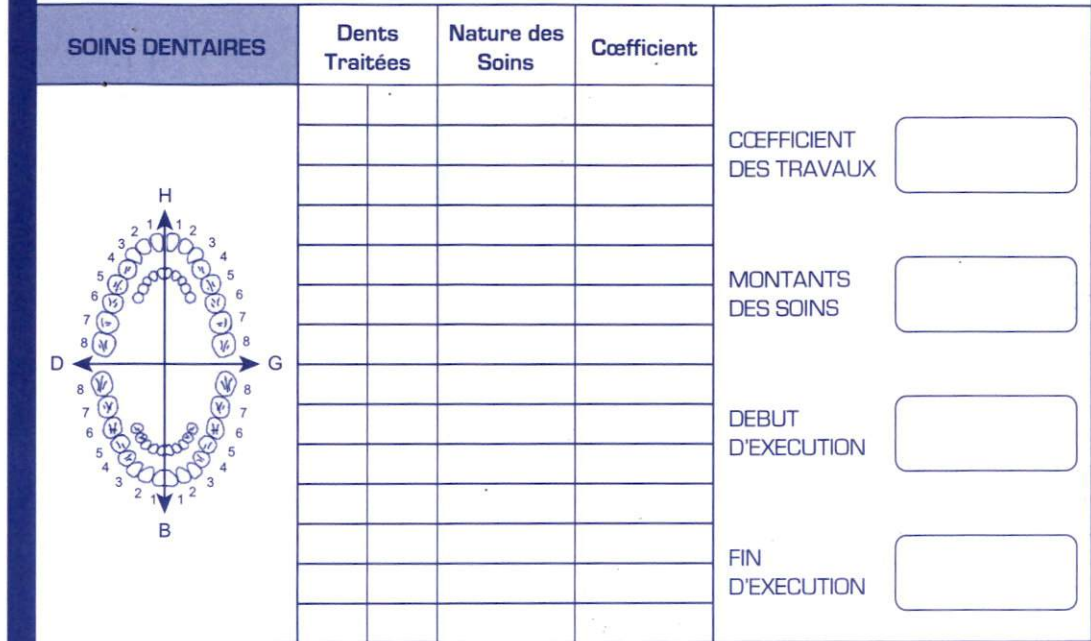 SOINS DENTAIRES
Dents
Traitées
Nature des
Soins
Cœfficient
H
D
G
B
1 1
2 2
3 3
4 4
5 5
6 6
7 7
8 8
8 8
7 7
6 6
5 5
4 4
3 3
2 2
1 1
CŒFFICIENT
DES TRAVAUX
MONTANTS
DES SOINS
DEBUT
D'EXECUTION
FIN
D'EXECUTION